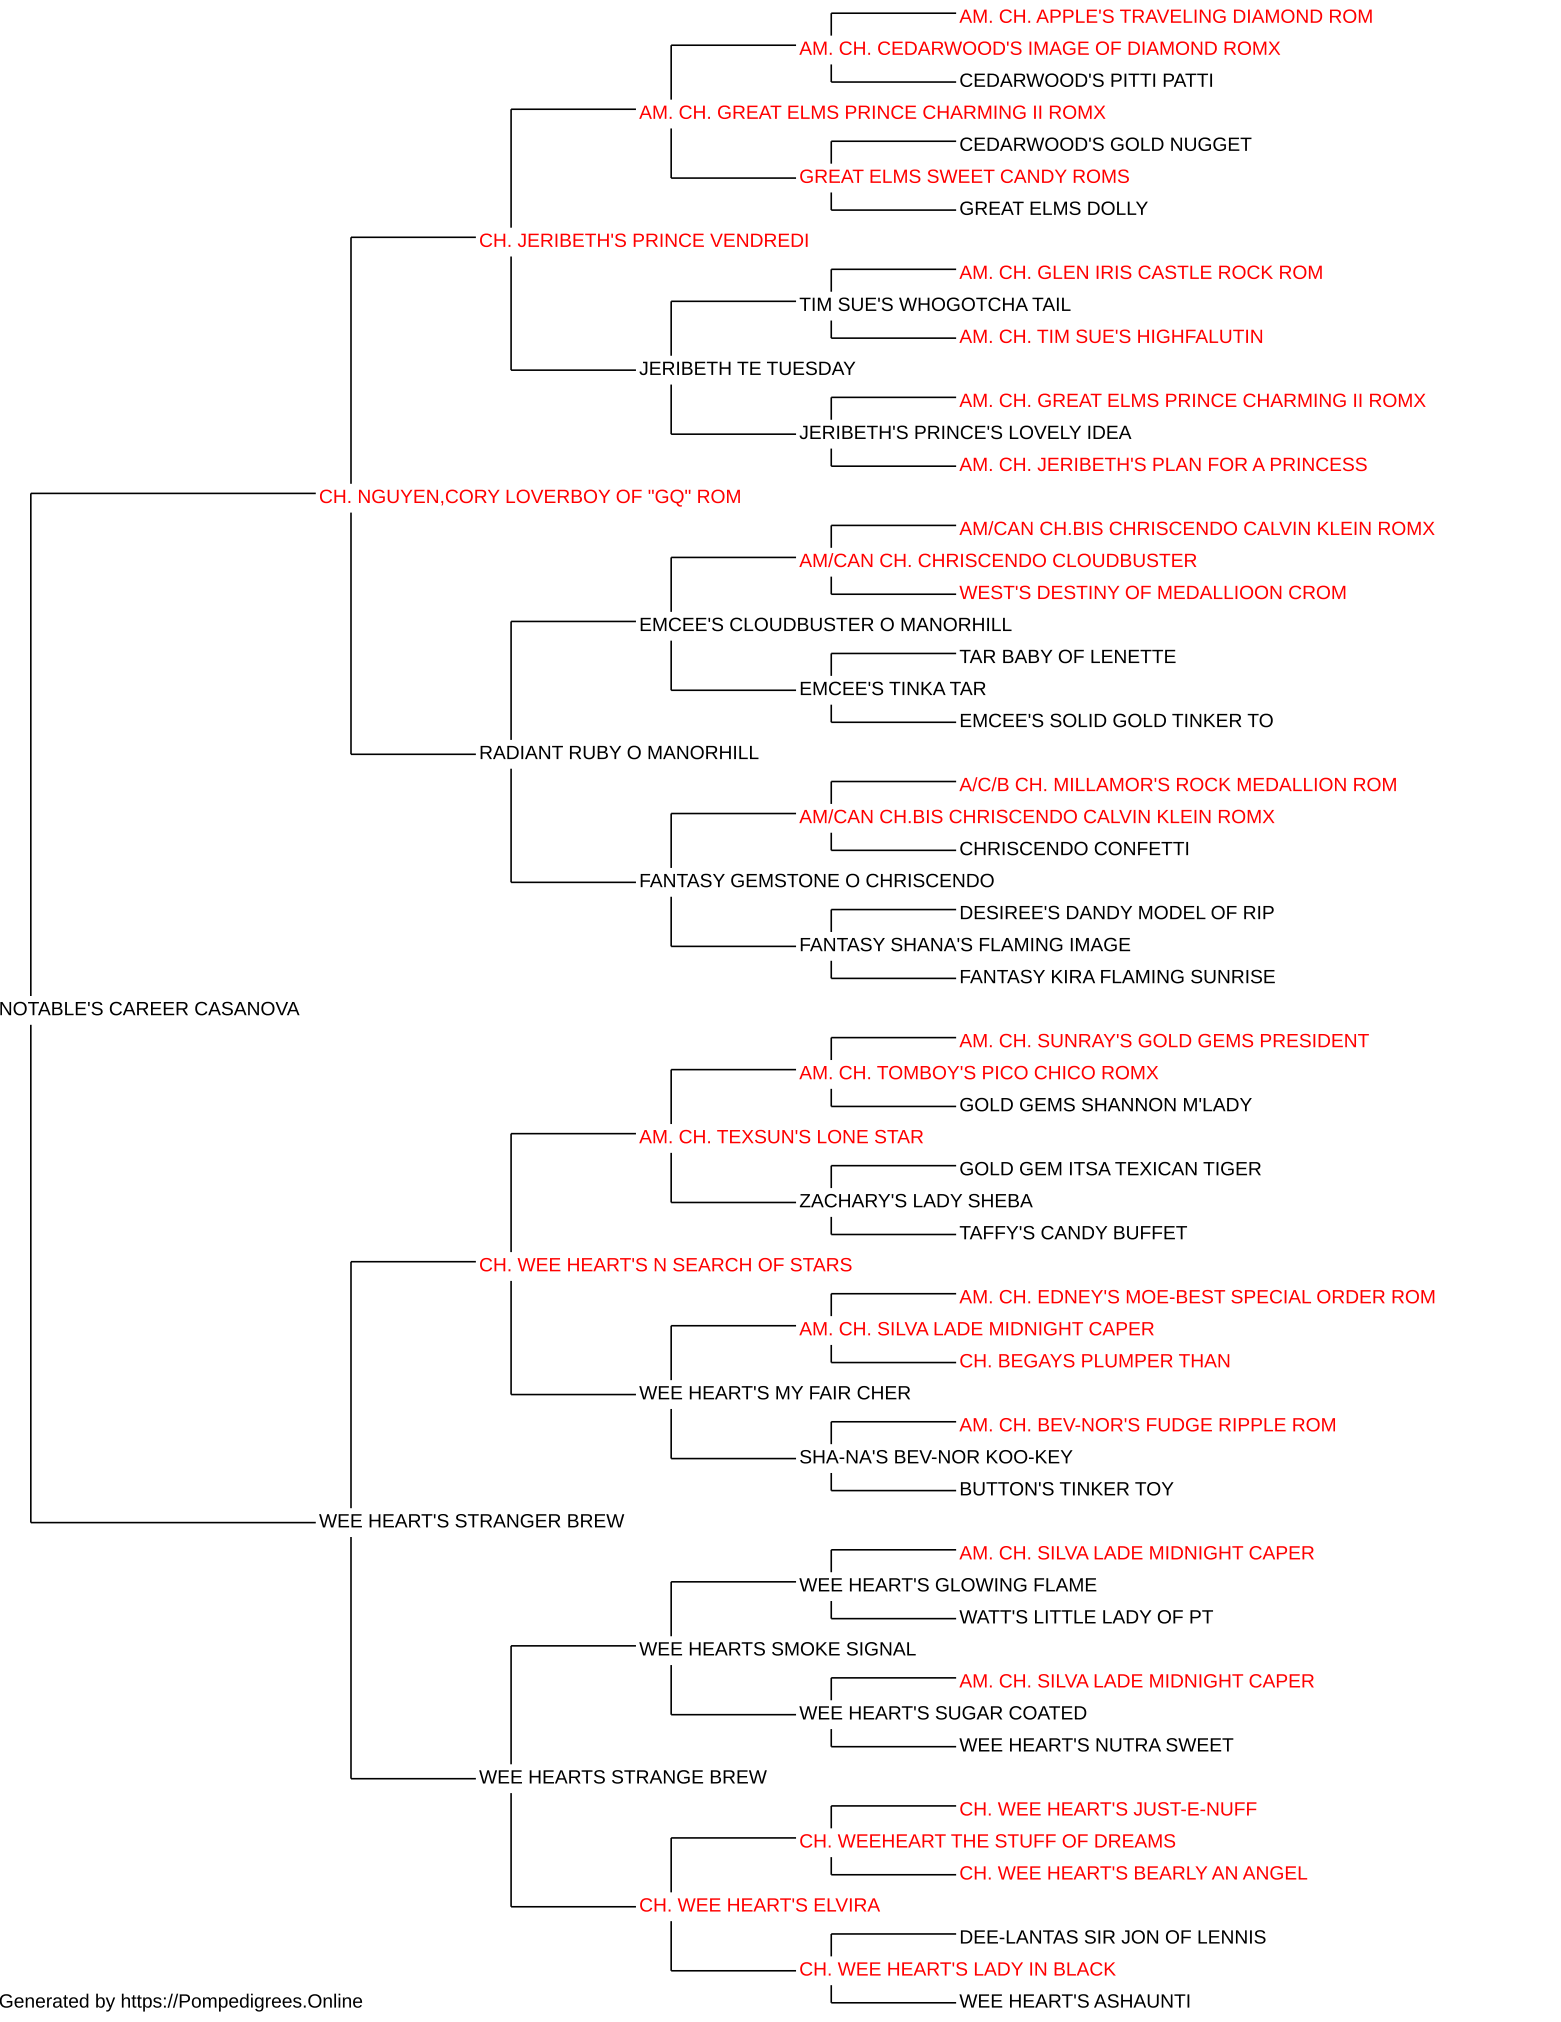 AM. CH. APPLE'S TRAVELING DIAMOND ROM
AM. CH. CEDARWOOD'S IMAGE OF DIAMOND ROMX
CEDARWOOD'S PITTI PATTI
AM. CH. GREAT ELMS PRINCE CHARMING II ROMX
CEDARWOOD'S GOLD NUGGET
GREAT ELMS SWEET CANDY ROMS
GREAT ELMS DOLLY
CH. JERIBETH'S PRINCE VENDREDI
AM. CH. GLEN IRIS CASTLE ROCK ROM
TIM SUE'S WHOGOTCHA TAIL
AM. CH. TIM SUE'S HIGHFALUTIN
JERIBETH TE TUESDAY
AM. CH. GREAT ELMS PRINCE CHARMING II ROMX
JERIBETH'S PRINCE'S LOVELY IDEA
AM. CH. JERIBETH'S PLAN FOR A PRINCESS
CH. NGUYEN,CORY LOVERBOY OF "GQ" ROM
AM/CAN CH.BIS CHRISCENDO CALVIN KLEIN ROMX
AM/CAN CH. CHRISCENDO CLOUDBUSTER
WEST'S DESTINY OF MEDALLIOON CROM
EMCEE'S CLOUDBUSTER O MANORHILL
TAR BABY OF LENETTE
EMCEE'S TINKA TAR
EMCEE'S SOLID GOLD TINKER TO
RADIANT RUBY O MANORHILL
A/C/B CH. MILLAMOR'S ROCK MEDALLION ROM
AM/CAN CH.BIS CHRISCENDO CALVIN KLEIN ROMX
CHRISCENDO CONFETTI
FANTASY GEMSTONE O CHRISCENDO
DESIREE'S DANDY MODEL OF RIP
FANTASY SHANA'S FLAMING IMAGE
FANTASY KIRA FLAMING SUNRISE
NOTABLE'S CAREER CASANOVA
AM. CH. SUNRAY'S GOLD GEMS PRESIDENT
AM. CH. TOMBOY'S PICO CHICO ROMX
GOLD GEMS SHANNON M'LADY
AM. CH. TEXSUN'S LONE STAR
GOLD GEM ITSA TEXICAN TIGER
ZACHARY'S LADY SHEBA
TAFFY'S CANDY BUFFET
CH. WEE HEART'S N SEARCH OF STARS
AM. CH. EDNEY'S MOE-BEST SPECIAL ORDER ROM
AM. CH. SILVA LADE MIDNIGHT CAPER
CH. BEGAYS PLUMPER THAN
WEE HEART'S MY FAIR CHER
AM. CH. BEV-NOR'S FUDGE RIPPLE ROM
SHA-NA'S BEV-NOR KOO-KEY
BUTTON'S TINKER TOY
WEE HEART'S STRANGER BREW
AM. CH. SILVA LADE MIDNIGHT CAPER
WEE HEART'S GLOWING FLAME
WATT'S LITTLE LADY OF PT
WEE HEARTS SMOKE SIGNAL
AM. CH. SILVA LADE MIDNIGHT CAPER
WEE HEART'S SUGAR COATED
WEE HEART'S NUTRA SWEET
WEE HEARTS STRANGE BREW
CH. WEE HEART'S JUST-E-NUFF
CH. WEEHEART THE STUFF OF DREAMS
CH. WEE HEART'S BEARLY AN ANGEL
CH. WEE HEART'S ELVIRA
DEE-LANTAS SIR JON OF LENNIS
CH. WEE HEART'S LADY IN BLACK
WEE HEART'S ASHAUNTI
Generated by https://Pompedigrees.Online